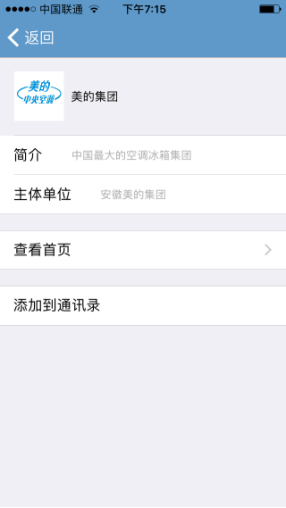 中国联通 下午7:15
返回
美的
中央空调
美的集团
简介 中国最大的空调冰箱集团
主体单位 安徽美的集团
查看首页
添加到通讯录